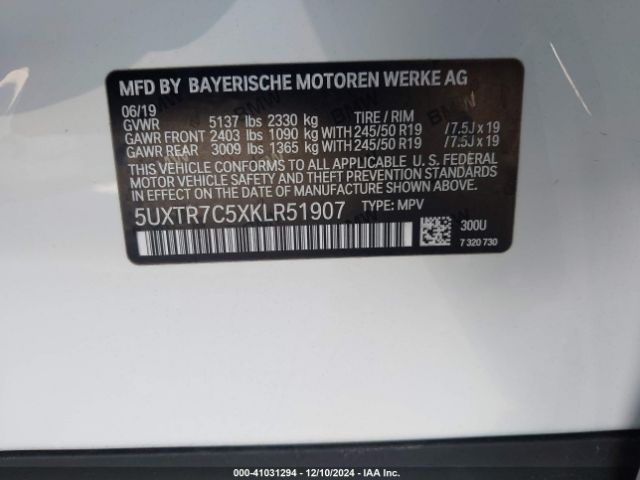 MFD BY BAYERISCHE MOTOREN WERKE AG
06/19
GVWR 5137 lbs 2330 kg TIRE / RIM
GAWR FRONT 2403 lbs 1090 kg WITH 245/50 R19 /7.5J x 19
GAWR REAR 3009 lbs 1365 kg WITH 245/50 R19 /7.5J x 19
THIS VEHICLE CONFORMS TO ALL APPLICABLE U. S. FEDERAL
MOTOR VEHICLE SAFETY AND THEFT PREVENTION STANDARDS
IN EFFECT ON THE DATE OF MANUFACTURE SHOWN ABOVE.
5UXTR7C5XKLR51907 TYPE: MPV
300U
7 320 730
© IAA-41031294 - 12/10/2024 - IAAI.COM